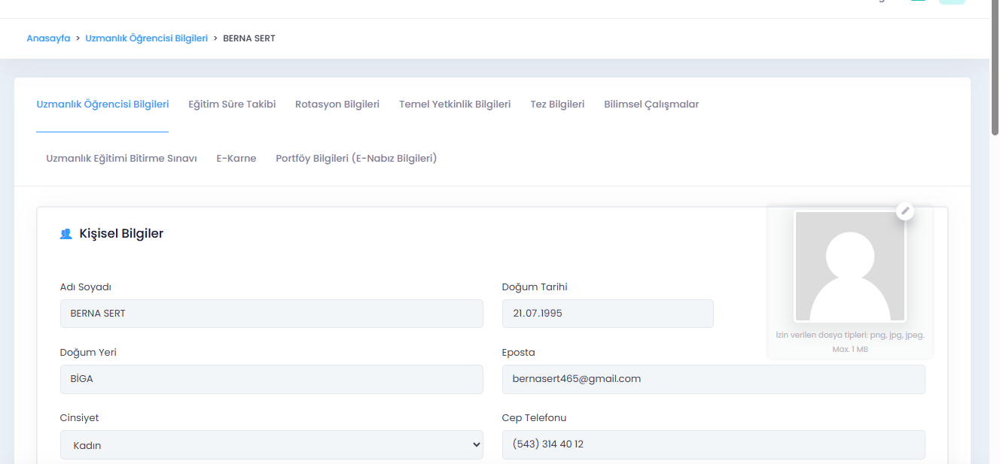 Anasayfa > Uzmanlık Öğrencisi Bilgileri > BERNA SERT
Uzmanlık Öğrencisi Bilgileri Eğitim Süre Takibi Rotasyon Bilgileri Temel Yetkinlik Bilgileri Tez Bilgileri Bilimsel Çalışmalar
Uzmanlık Eğitimi Bitirme Sınavı E-Karne Portföy Bilgileri (E-Nabız Bilgileri)
Kişisel Bilgiler
Adı Soyadı
BERNA SERT
Doğum Tarihi
21.07.1995
İzin verilen dosya tipleri: png, jpg, jpeg.
Max. 1 MB
Doğum Yeri
BİGA
Eposta
bernasert465@gmail.com
Cinsiyet
Kadın
Cep Telefonu
(543) 314 40 12